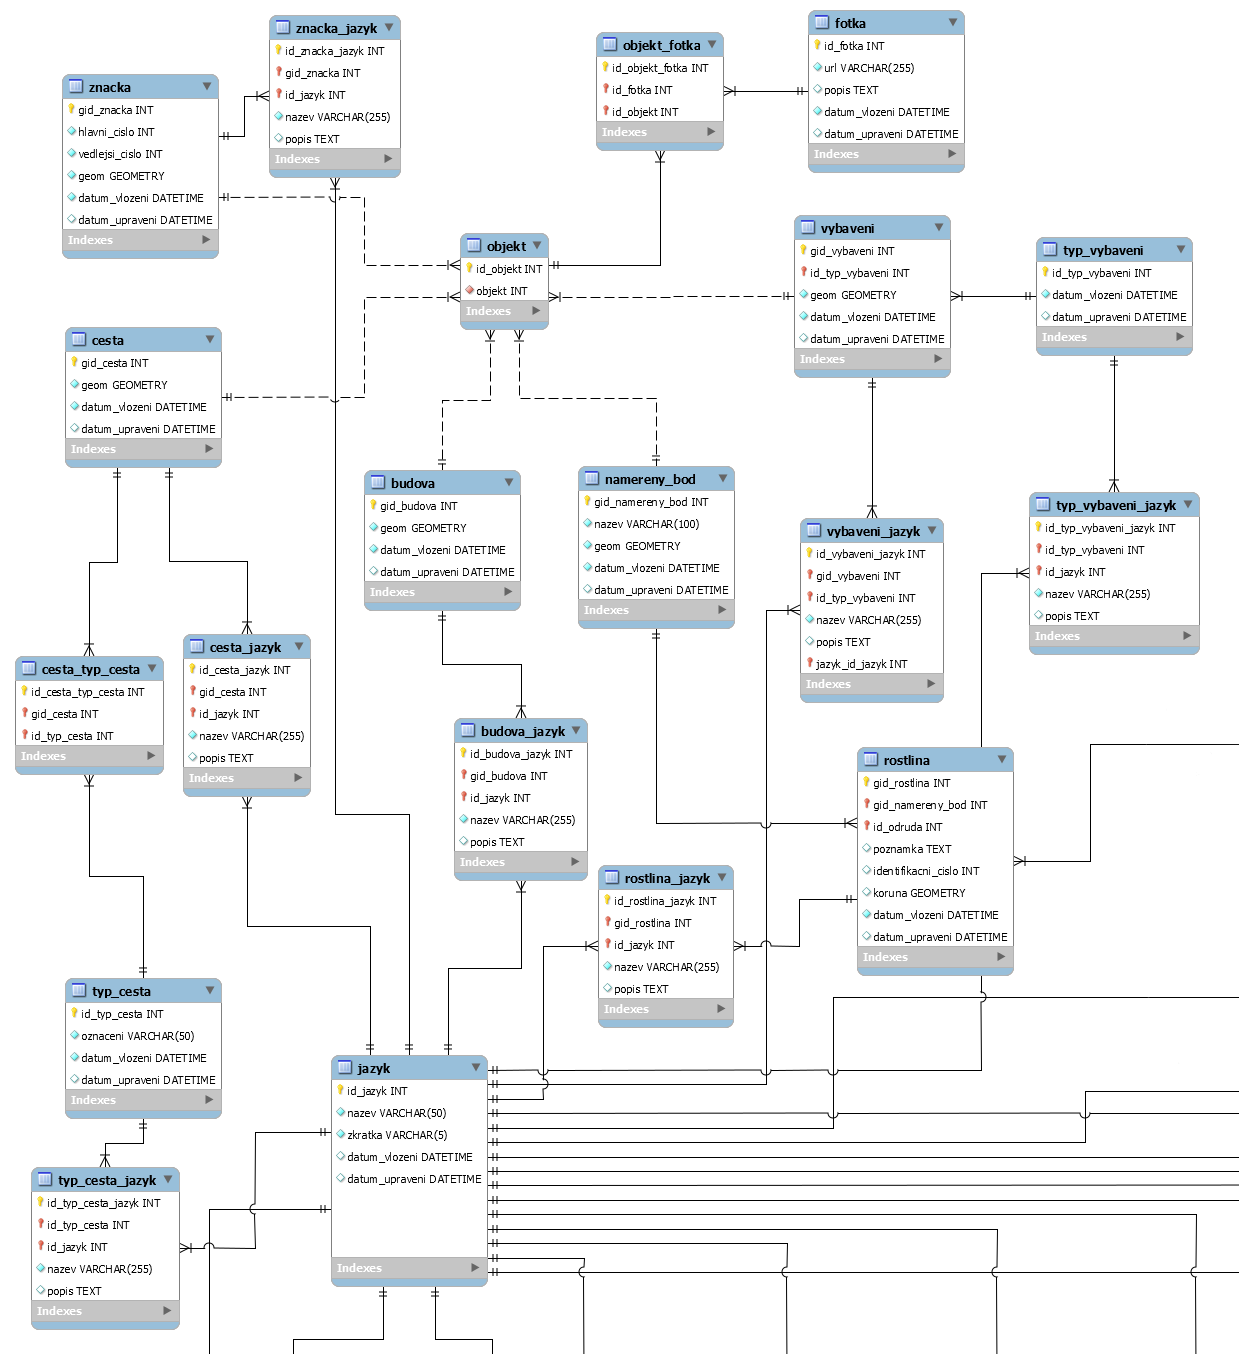 znacka_jazyk
id_znacka_jazyk INT
gid_znacka INT
id_jazyk INT
nazev VARCHAR(255)
popis TEXT
Indexes
objekt_fotka
id_objekt_fotka INT
id_fotka INT
id_objekt INT
Indexes
fotka
id_fotka INT
url VARCHAR(255)
popis TEXT
datum_vlozeni DATETIME
datum_upraveni DATETIME
Indexes
znacka
gid_znacka INT
hlavni_cislo INT
vedlejsi_cislo INT
geom GEOMETRY
datum_vlozeni DATETIME
datum_upraveni DATETIME
Indexes
objekt
id_objekt INT
objekt INT
Indexes
vybaveni
gid_vybaveni INT
id_typ_vybaveni INT
geom GEOMETRY
datum_vlozeni DATETIME
datum_upraveni DATETIME
Indexes
typ_vybaveni
id_typ_vybaveni INT
datum_vlozeni DATETIME
datum_upraveni DATETIME
Indexes
cesta
gid_cesta INT
geom GEOMETRY
datum_vlozeni DATETIME
datum_upraveni DATETIME
Indexes
budova
gid_budova INT
geom GEOMETRY
datum_vlozeni DATETIME
datum_upraveni DATETIME
Indexes
namereny_bod
gid_namereny_bod INT
nazev VARCHAR(100)
geom GEOMETRY
datum_vlozeni DATETIME
datum_upraveni DATETIME
Indexes
vybaveni_jazyk
id_vybaveni_jazyk INT
gid_vybaveni INT
id_typ_vybaveni INT
nazev VARCHAR(255)
popis TEXT
jazyk_id_jazyk INT
Indexes
typ_vybaveni_jazyk
id_typ_vybaveni_jazyk INT
id_typ_vybaveni INT
id_jazyk INT
nazev VARCHAR(255)
popis TEXT
Indexes
cesta_typ_cesta
id_cesta_typ_cesta INT
gid_cesta INT
id_typ_cesta INT
Indexes
cesta_jazyk
id_cesta_jazyk INT
gid_cesta INT
id_jazyk INT
nazev VARCHAR(255)
popis TEXT
Indexes
budova_jazyk
id_budova_jazyk INT
gid_budova INT
id_jazyk INT
nazev VARCHAR(255)
popis TEXT
Indexes
rostlina
gid_rostlina INT
gid_namereny_bod INT
id_odruda INT
poznamka TEXT
identifikacni_cislo INT
koruna GEOMETRY
datum_vlozeni DATETIME
datum_upraveni DATETIME
Indexes
rostlina_jazyk
id_rostlina_jazyk INT
gid_rostlina INT
id_jazyk INT
nazev VARCHAR(255)
popis TEXT
Indexes
typ_cesta
id_typ_cesta INT
oznaceni VARCHAR(50)
datum_vlozeni DATETIME
datum_upraveni DATETIME
Indexes
jazyk
id_jazyk INT
nazev VARCHAR(50)
zkratka VARCHAR(5)
datum_vlozeni DATETIME
datum_upraveni DATETIME
Indexes
typ_cesta_jazyk
id_typ_cesta_jazyk INT
id_typ_cesta INT
id_jazyk INT
nazev VARCHAR(255)
popis TEXT
Indexes